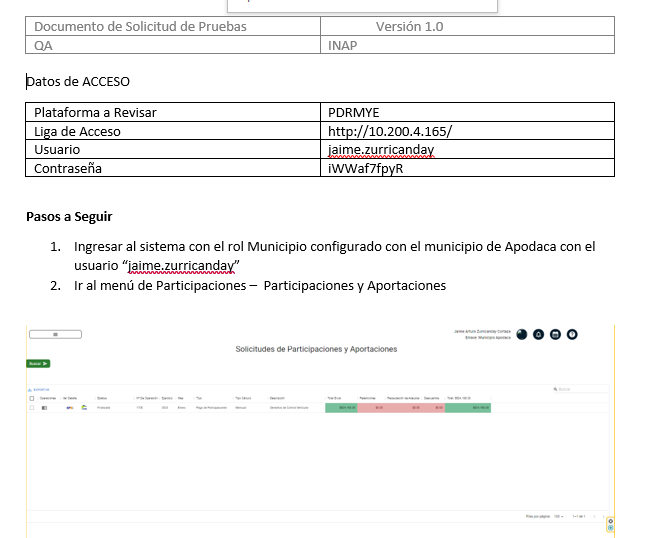 Documento de Solicitud de Pruebas Versión 1.0
QA INAP
Datos de ACCESO
Plataforma a Revisar PDRMYE
Liga de Acceso http://10.200.4.165/
Usuario jaime.zurricanday
Contraseña iWWaf7fpyR
Pasos a Seguir
1. Ingresar al sistema con el rol Municipio configurado con el municipio de Apodaca con el
usuario “jaime.zurricanday”
2. Ir al menú de Participaciones – Participaciones y Aportaciones
Solicitudes de Participaciones y Aportaciones
Buscar